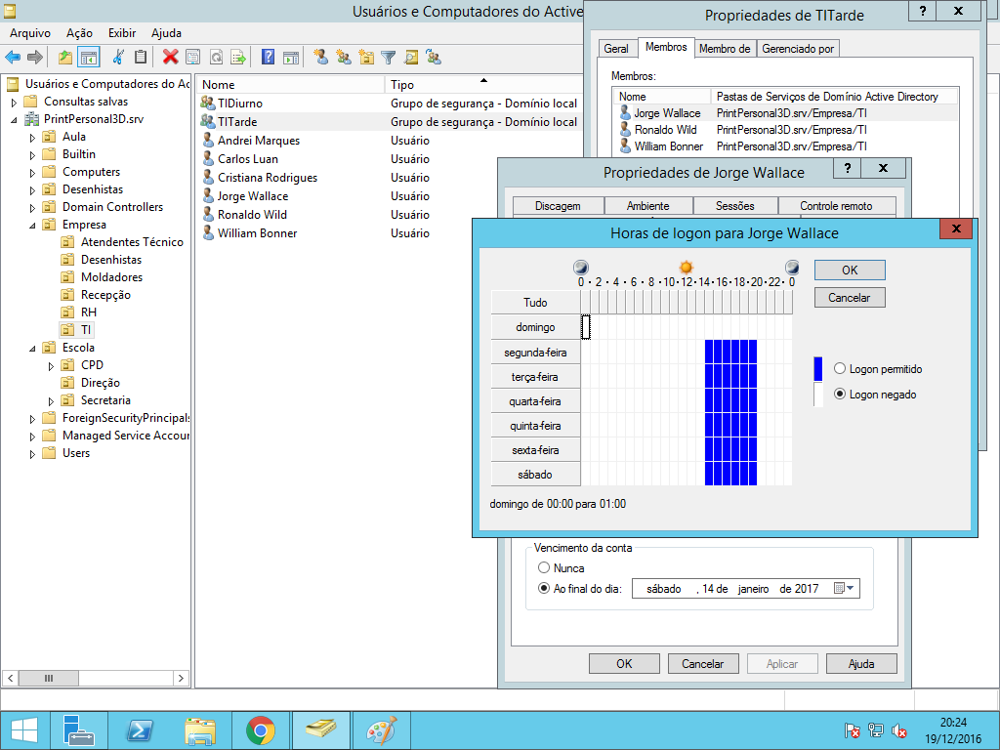 Usuários e Computadores do Active
Arquivo Ação Exibir Ajuda
Usuários e Computadores do Ac
Consultas salvas
PrintPersonal3D.srv
Aula
Builtin
Computers
Desenhistas
Domain Controllers
Empresa
Atendentes Técnico
Desenhistas
Moldadores
Recepção
RH
TI
Escola
CPD
Direção
Secretaria
ForeignSecurityPrincipals
Managed Service Accour
Users
Nome Tipo
TIDiurno Grupo de segurança - Domínio local
TITarde Grupo de segurança - Domínio local
Andrei Marques Usuário
Carlos Luan Usuário
Cristiana Rodrigues Usuário
Jorge Wallace Usuário
Ronaldo Wild Usuário
William Bonner Usuário
Propriedades de TITarde
? X
Geral Membros Membro de Gerenciado por
Membros:
Nome Pastas de Serviços de Domínio Active Directory
Jorge Wallace PrintPersonal3D.srv/Empresa/TI
Ronaldo Wild PrintPersonal3D.srv/Empresa/TI
William Bonner PrintPersonal3D.srv/Empresa/TI
Propriedades de Jorge Wallace
? X
Discagem Ambiente Sessões Controle remoto
Horas de logon para Jorge Wallace
X
0 · 2 · 4 · 6 · 8 · 10 · 12 · 14 · 16 · 18 · 20 · 22 · 0
Tudo
domingo
segunda-feira
terça-feira
quarta-feira
quinta-feira
sexta-feira
sábado
domingo de 00:00 para 01:00
OK
Cancelar
Logon permitido
Logon negado
Vencimento da conta
Nunca
Ao final do dia: sábado , 14 de janeiro de 2017
OK Cancelar Aplicar Ajuda
20:24
19/12/2016